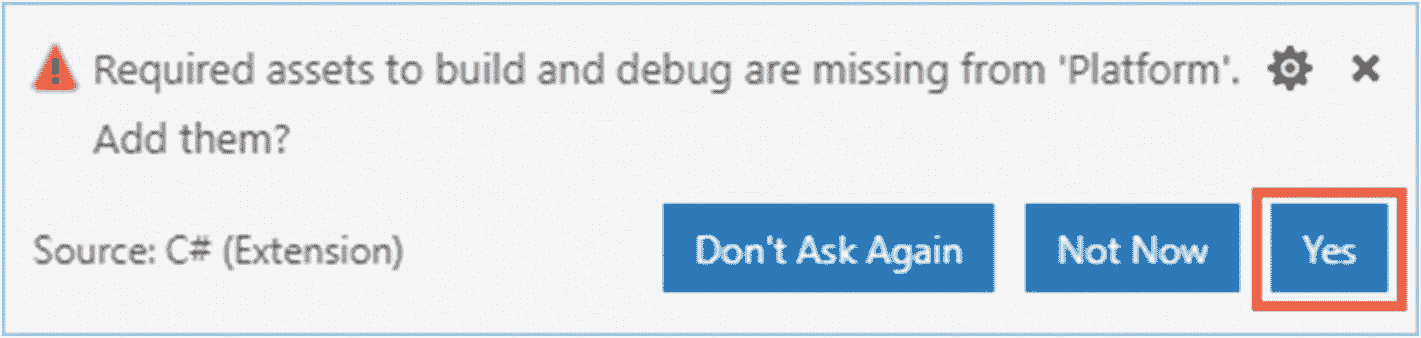 Required assets to build and debug are missing from 'Platform'.
Add them?
Source: C# (Extension)
Don't Ask Again
Not Now
Yes